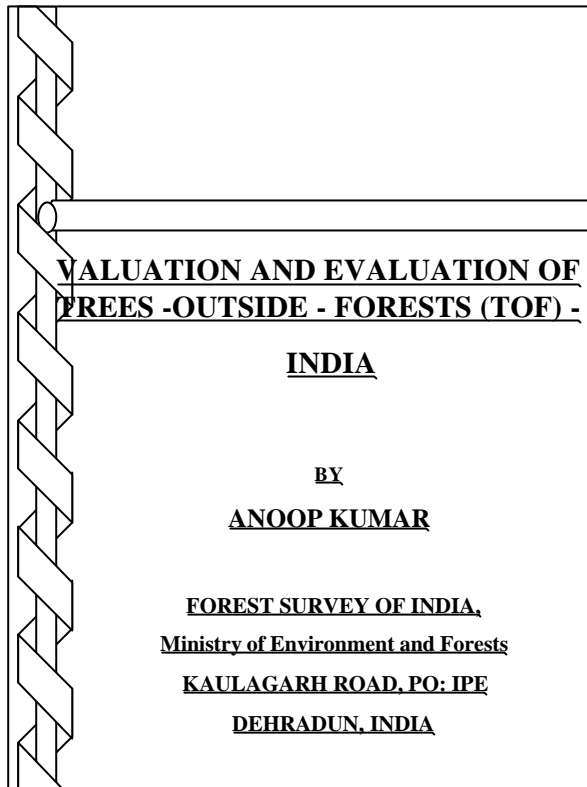 VALUATION AND EVALUATION OF
TREES -OUTSIDE - FORESTS (TOF) -
INDIA
BY
ANOOP KUMAR
FOREST SURVEY OF INDIA,
Ministry of Environment and Forests
KAULAGARH ROAD, PO: IPE
DEHRADUN, INDIA